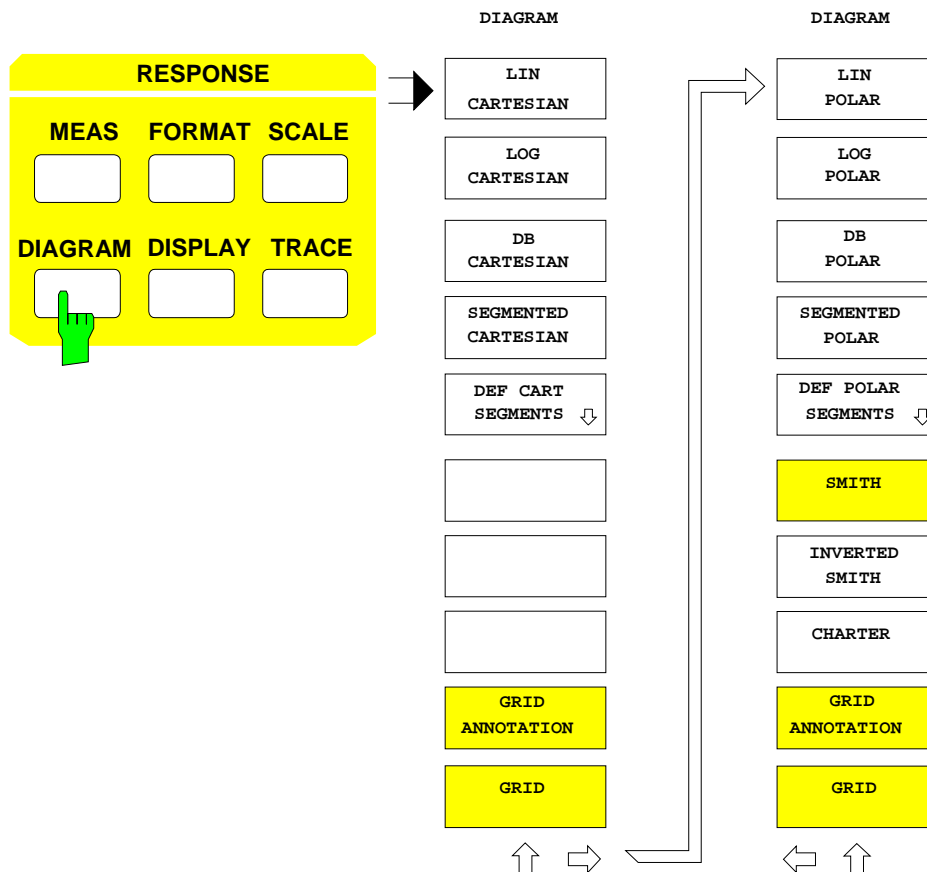 RESPONSE
MEAS FORMAT SCALE
DIAGRAM DISPLAY TRACE
DIAGRAM
LIN
CARTESIAN
LOG
CARTESIAN
DB
CARTESIAN
SEGMENTED
CARTESIAN
DEF CART
SEGMENTS
GRID
ANNOTATION
GRID
DIAGRAM
LIN
POLAR
LOG
POLAR
DB
POLAR
SEGMENTED
POLAR
DEF POLAR
SEGMENTS
SMITH
INVERTED
SMITH
CHARTER
GRID
ANNOTATION
GRID